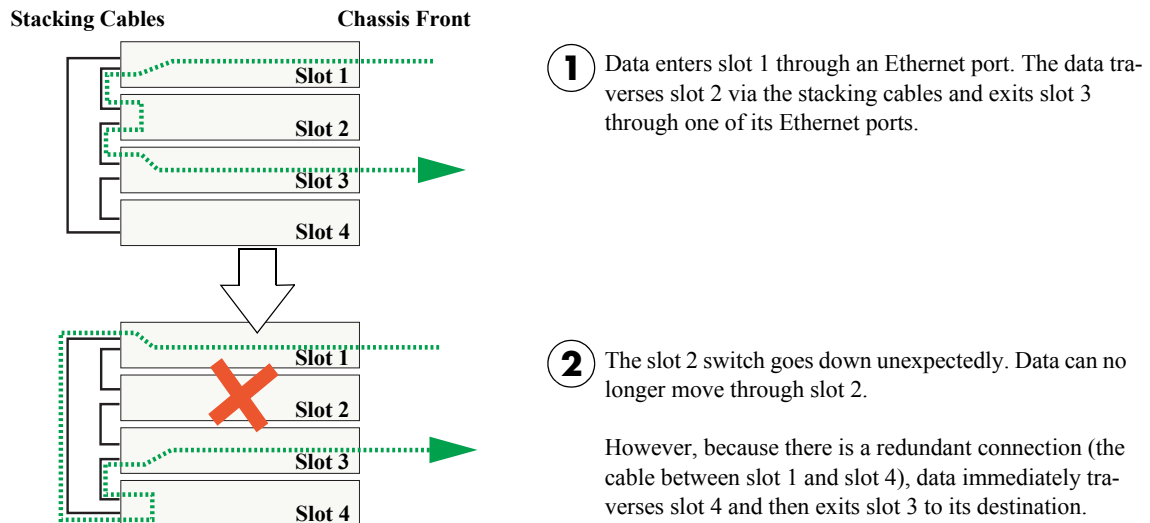 Stacking Cables
Chassis Front
Slot 1
Slot 2
Slot 3
Slot 4
1
Data enters slot 1 through an Ethernet port. The data tra-
verses slot 2 via the stacking cables and exits slot 3
through one of its Ethernet ports.
Slot 1
Slot 2
Slot 3
Slot 4
2
The slot 2 switch goes down unexpectedly. Data can no
longer move through slot 2.
However, because there is a redundant connection (the
cable between slot 1 and slot 4), data immediately tra-
verses slot 4 and then exits slot 3 to its destination.